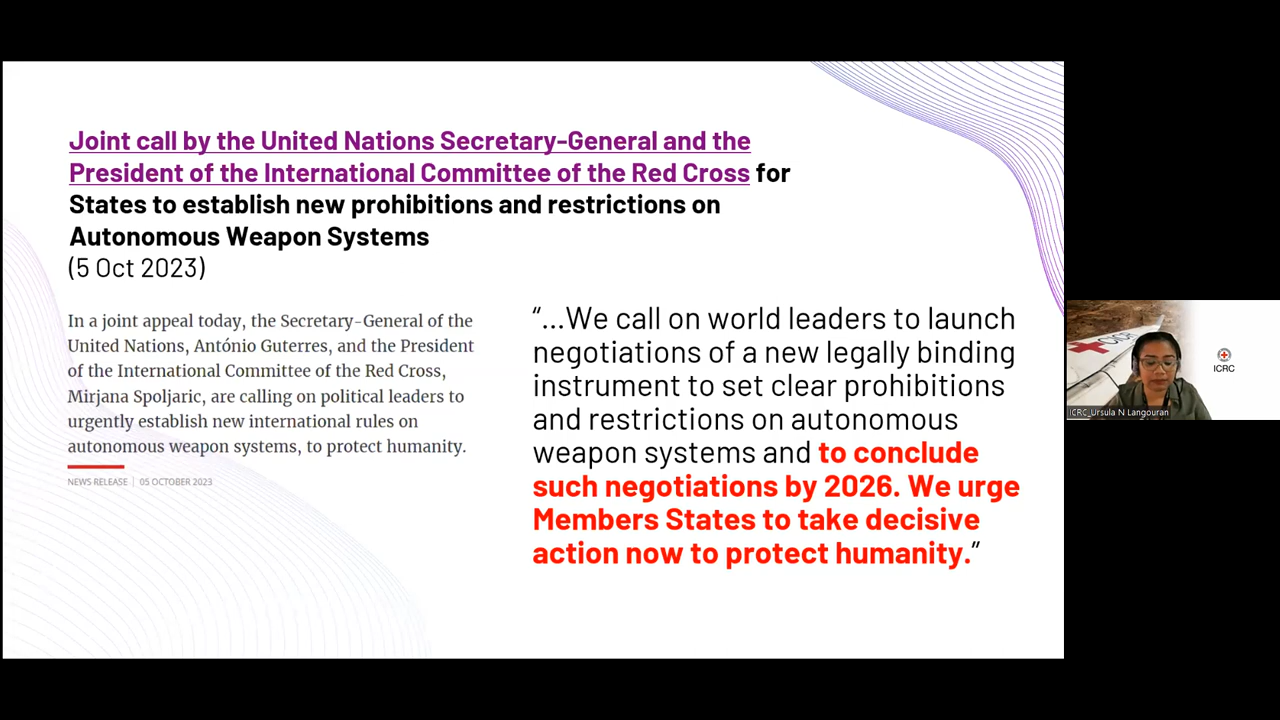 Joint call by the United Nations Secretary-General and the
President of the International Committee of the Red Cross for
States to establish new prohibitions and restrictions on
Autonomous Weapon Systems
(5 Oct 2023)
In a joint appeal today, the Secretary-General of the
United Nations, António Guterres, and the President
of the International Committee of the Red Cross,
Mirjana Spoljaric, are calling on political leaders to
urgently establish new international rules on
autonomous weapon systems, to protect humanity.
NEWS RELEASE | 05 OCTOBER 2023
“...We call on world leaders to launch
negotiations of a new legally binding
instrument to set clear prohibitions
and restrictions on autonomous
weapon systems and to conclude
such negotiations by 2026. We urge
Members States to take decisive
action now to protect humanity.”
ICRC
ICRC_Ursula N Langouran